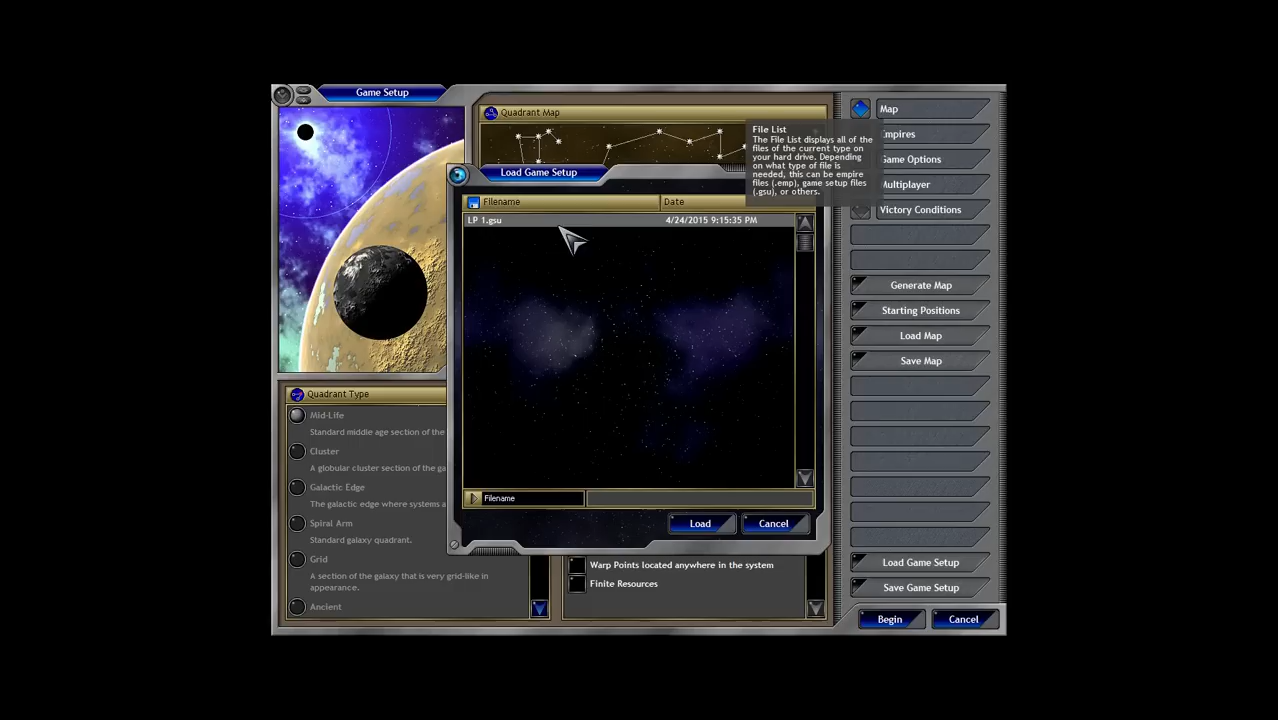 Game Setup
Quadrant Map
Map
File List
The File List displays all of the
files of the current type on
your hard drive. Depending
on what type of file is
needed, this can be empire
files (.emp), game setup files
(.gsu), or others.
Empires
Game Options
Multiplayer
Victory Conditions
Load Game Setup
Filename
Date
LP 1.gsu
4/24/2015 9:15:35 PM
Generate Map
Starting Positions
Load Map
Save Map
Quadrant Type
Mid-Life
Standard middle age section of the
Cluster
A globular cluster section of the ga
Galactic Edge
The galactic edge where systems a
Spiral Arm
Standard galaxy quadrant.
Grid
A section of the galaxy that is very grid-like in
appearance.
Ancient
Filename
Load
Cancel
Warp Points located anywhere in the system
Finite Resources
Load Game Setup
Save Game Setup
Begin
Cancel